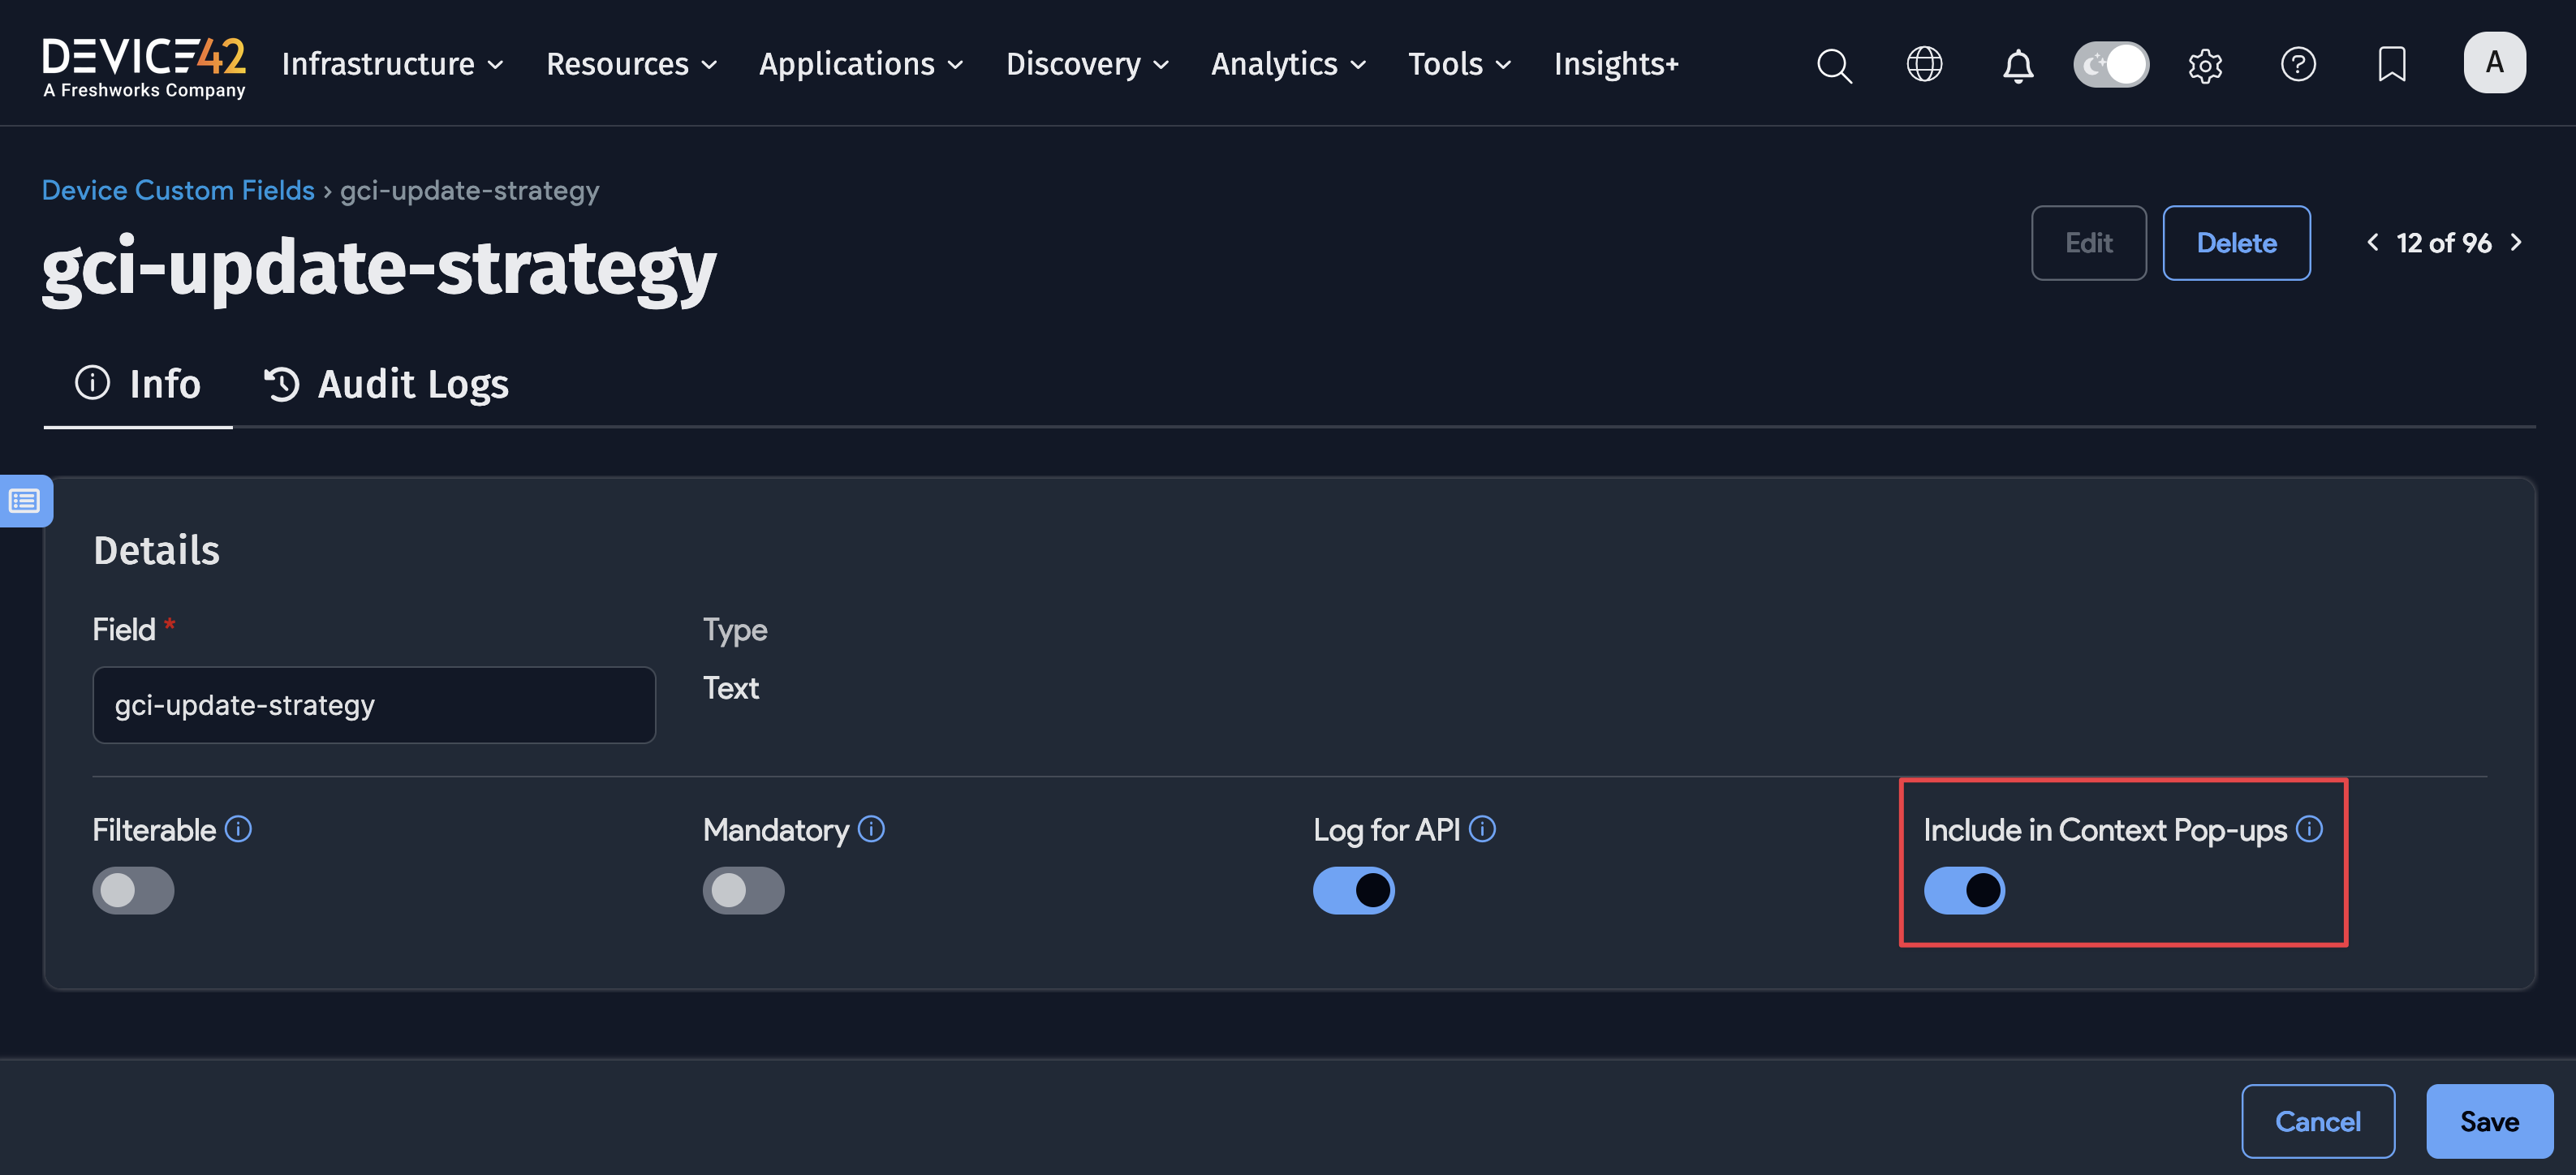 DEVICE42
A Freshworks Company
Infrastructure Resources Applications Discovery Analytics Tools Insights+
A
Device Custom Fields › gci-update-strategy
gci-update-strategy
Edit Delete 12 of 96
Info Audit Logs
Details
Field * Type
gci-update-strategy Text
Filterable Mandatory Log for API Include in Context Pop-ups
Cancel Save